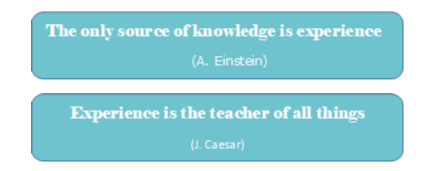 The only source of knowledge is experience
(A. Einstein)
Experience is the teacher of all things
(J. Caesar)